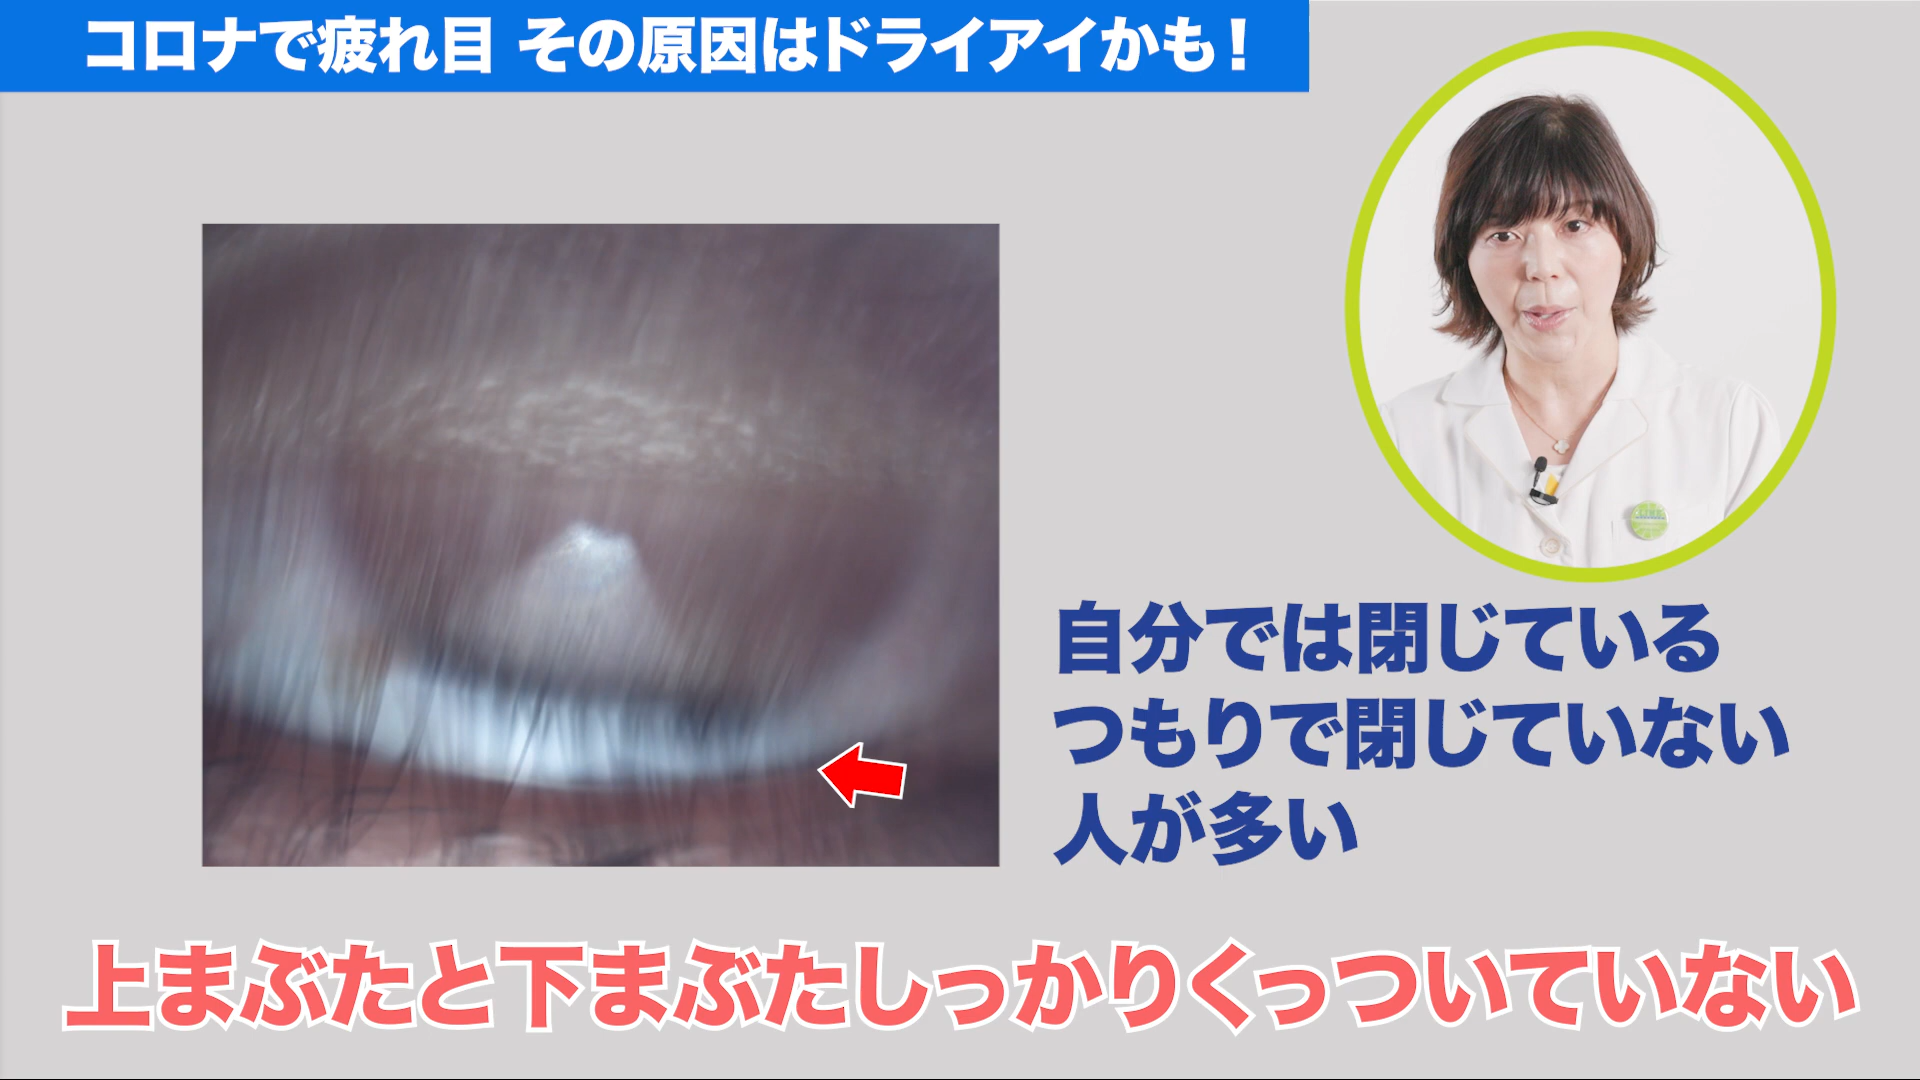 コロナで疲れ目 その原因はドライアイかも！
自分では閉じている
つもりで閉じていない
人が多い
上まぶたと下まぶたしっかりくっついていない